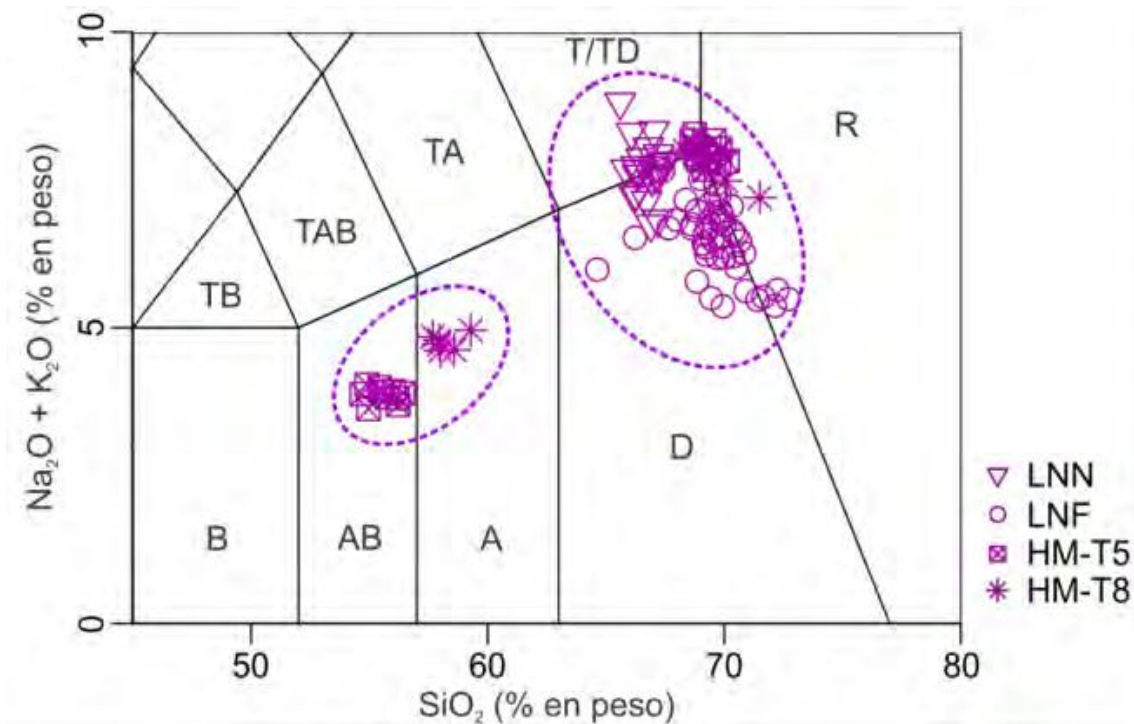 10
T/TD
R
TA
TAB
TB
5
D
B
AB
A
0
Na₂O + K₂O (% en peso)
50
60
70
80
SiO₂ (% en peso)
LNN
LNF
HM-T5
HM-T8